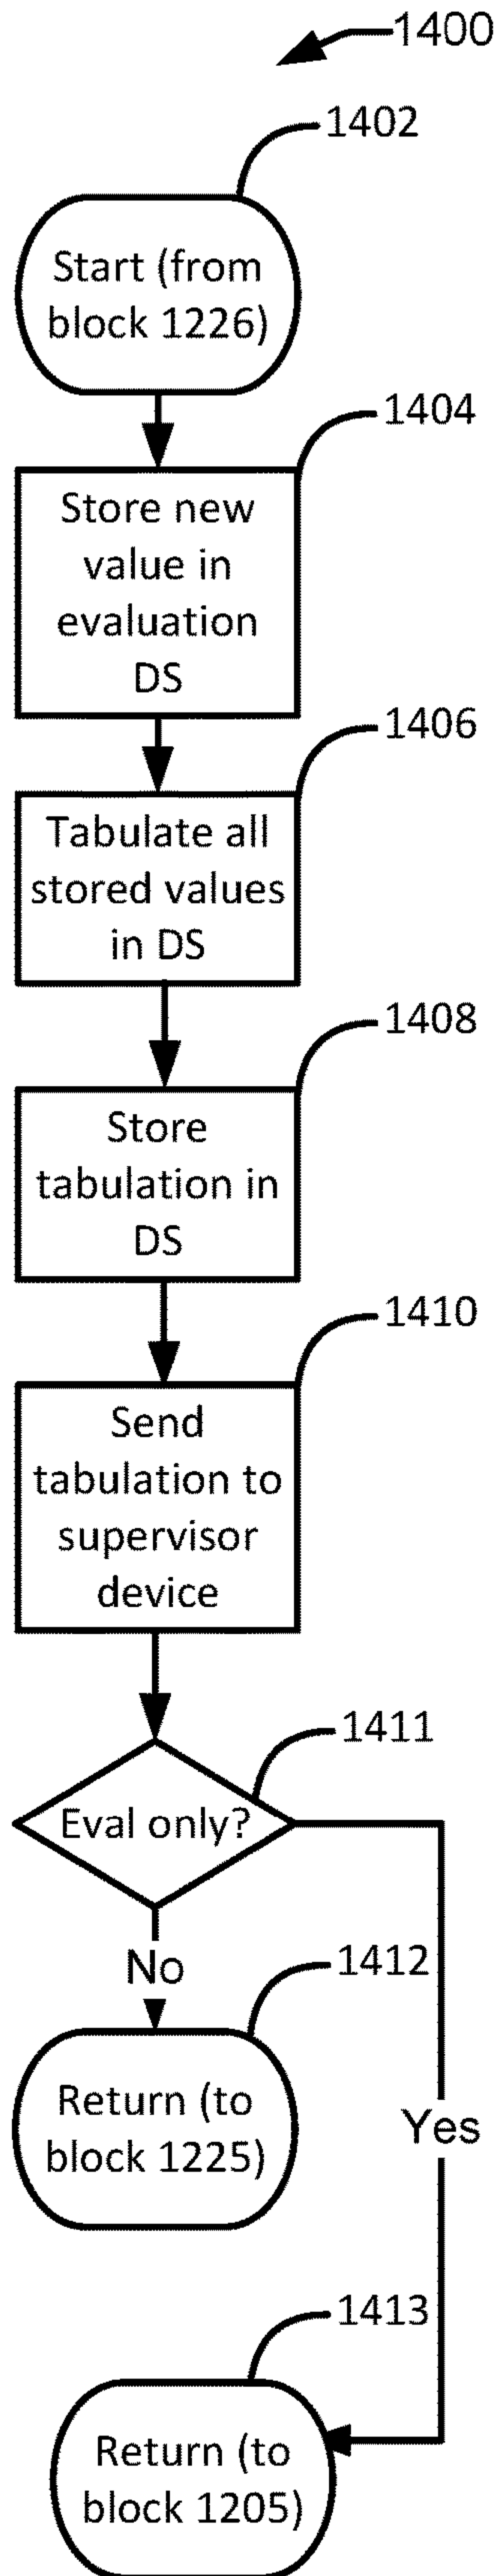 1400
1402
Start (from
block 1226)
1404
Store new
value in
evaluation
DS
1406
Tabulate all
stored values
in DS
1408
Store
tabulation in
DS
1410
Send
tabulation to
supervisor
device
1411
Eval only?
No
1412
Return (to
block 1225)
Yes
1413
Return (to
block 1205)